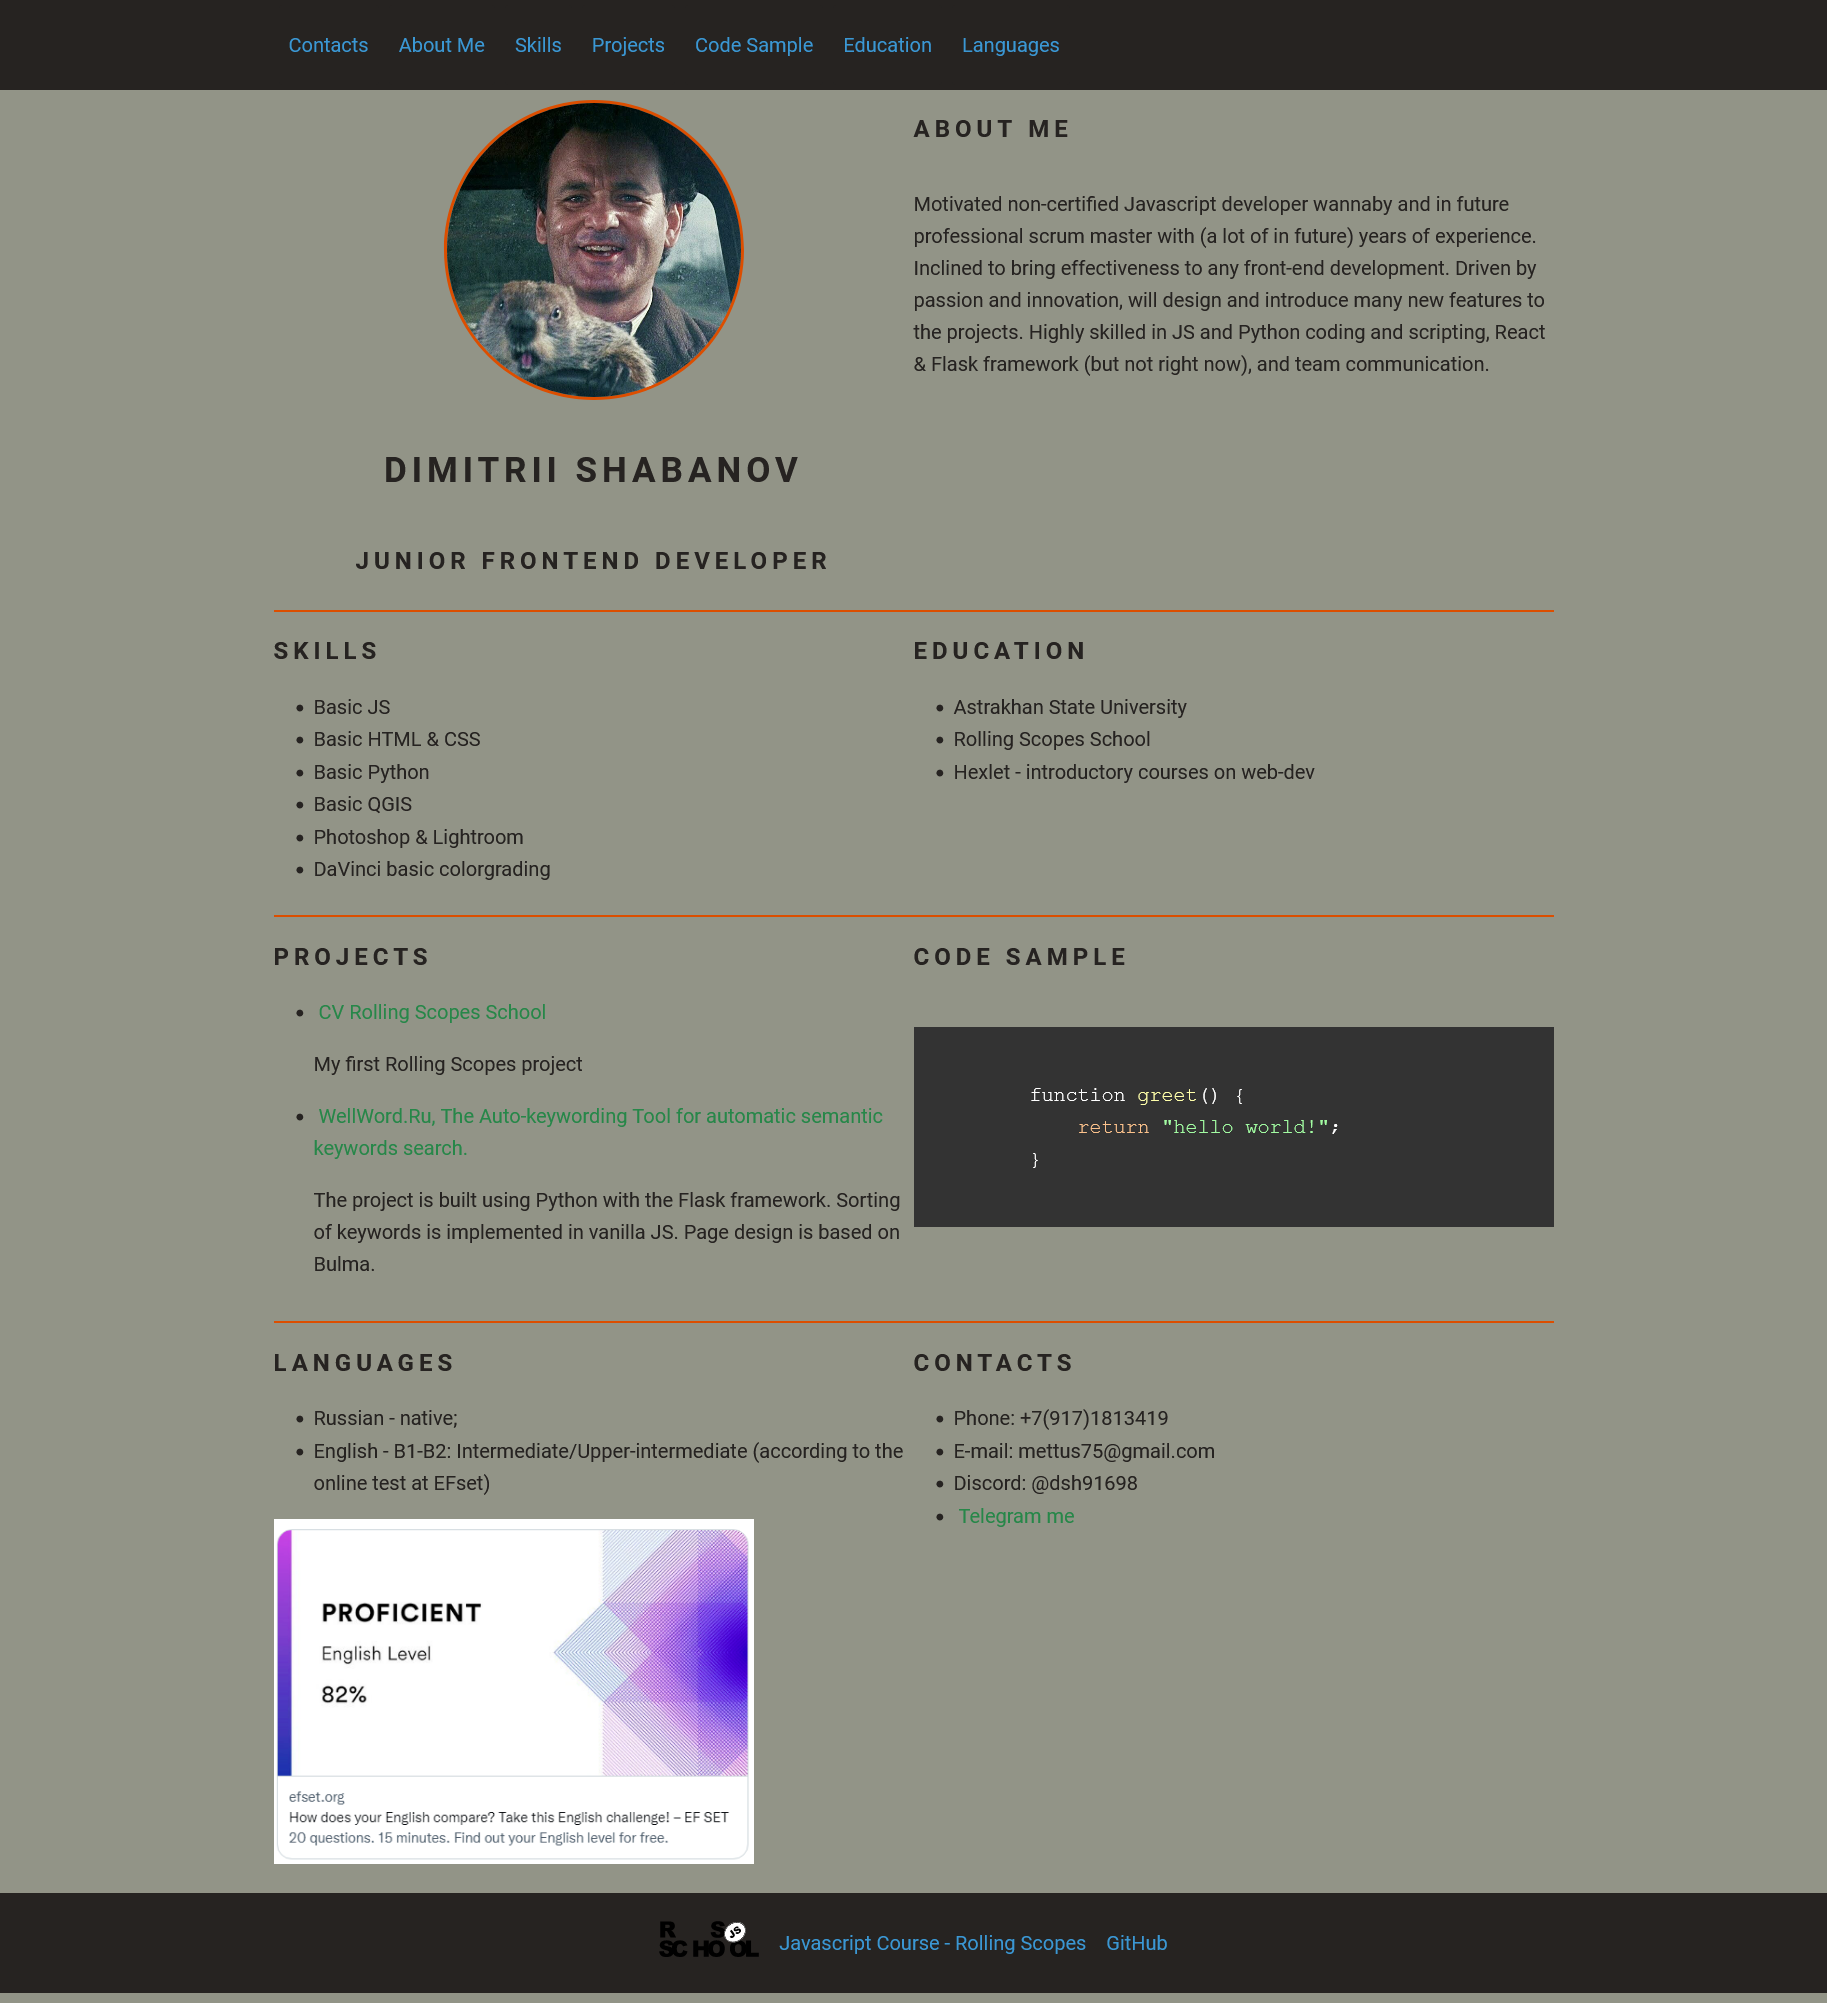 Contacts About Me Skills Projects Code Sample Education Languages
ABOUT ME
Motivated non-certified Javascript developer wannaby and in future
professional scrum master with (a lot of in future) years of experience.
Inclined to bring effectiveness to any front-end development. Driven by
passion and innovation, will design and introduce many new features to
the projects. Highly skilled in JS and Python coding and scripting, React
& Flask framework (but not right now), and team communication.
DIMITRII SHABANOV
JUNIOR FRONTEND DEVELOPER
SKILLS
• Basic JS
• Basic HTML & CSS
• Basic Python
• Basic QGIS
• Photoshop & Lightroom
• DaVinci basic colorgrading
EDUCATION
• Astrakhan State University
• Rolling Scopes School
• Hexlet - introductory courses on web-dev
PROJECTS
• CV Rolling Scopes School
My first Rolling Scopes project
• WellWord.Ru, The Auto-keywording Tool for automatic semantic
keywords search.
The project is built using Python with the Flask framework. Sorting
of keywords is implemented in vanilla JS. Page design is based on
Bulma.
CODE SAMPLE
function greet() {
    return "hello world!";
}
LANGUAGES
• Russian - native;
• English - B1-B2: Intermediate/Upper-intermediate (according to the
online test at EFset)
PROFICIENT
English Level
82%
efset.org
How does your English compare? Take this English challenge! – EF SET
20 questions. 15 minutes. Find out your English level for free.
CONTACTS
• Phone: +7(917)1813419
• E-mail: mettus75@gmail.com
• Discord: @dsh91698
• Telegram me
R S JS
SCHOOL
Javascript Course - Rolling Scopes GitHub